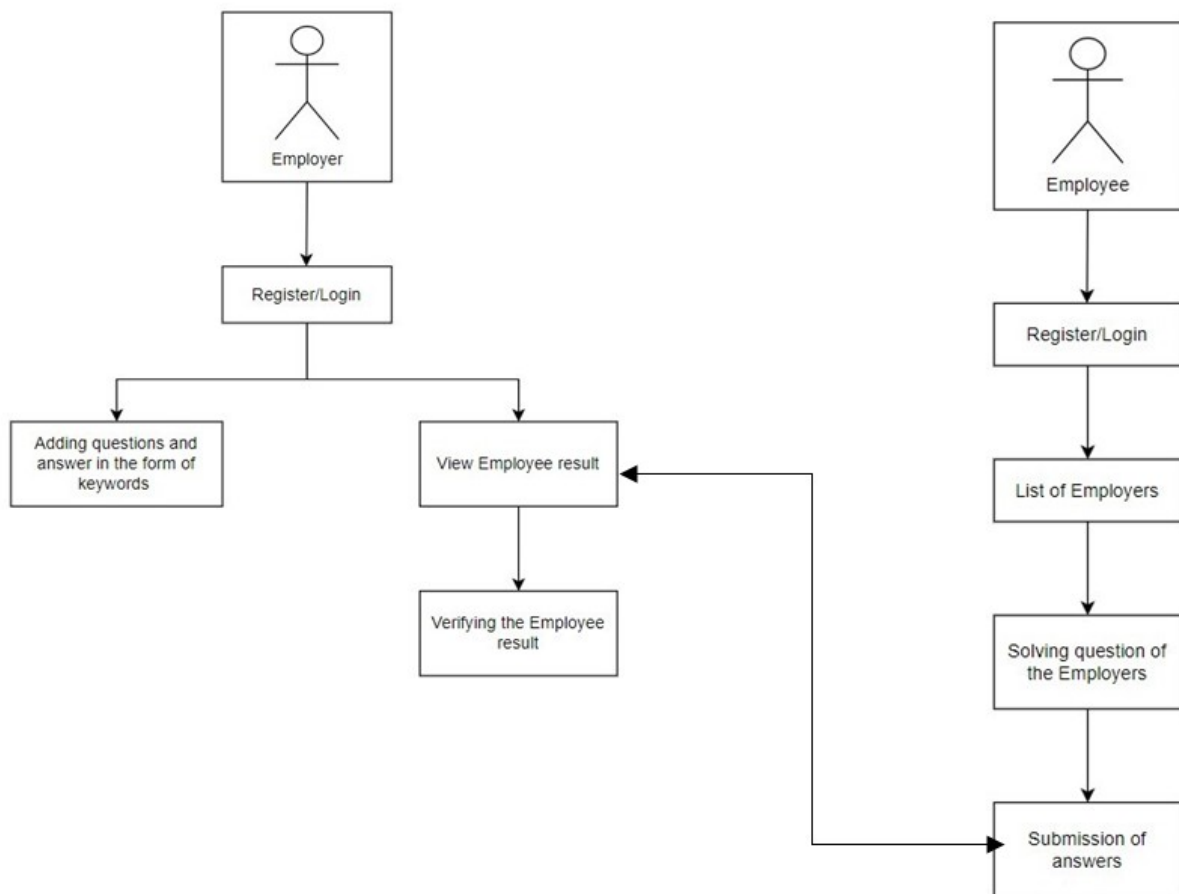 Employer
Register/Login
Adding questions and
answer in the form of
keywords
View Employee result
Verifying the Employee
result
Employee
Register/Login
List of Employers
Solving question of
the Employers
Submission of
answers